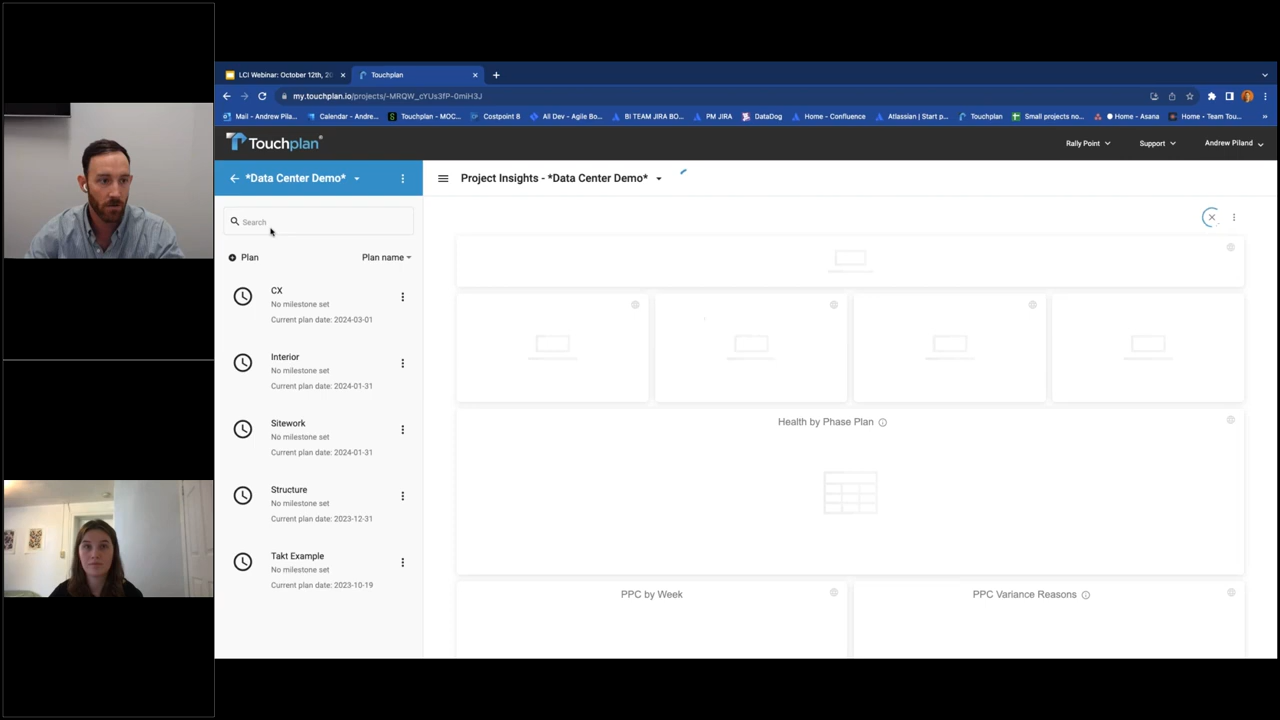 LCI Webinar: October 12th, 20
Touchplan
my.touchplan.io/projects/-MRQW_cYUs3fP-0miH3J
Mail - Andrew Pila...
Calendar - Andre...
Touchplan - MOC...
Costpoint 8
All Dev - Agile Bo...
BI TEAM JIRA BO...
PM JIRA
DataDog
Home - Confluence
Atlassian | Start p...
Touchplan
Small projects no...
Home - Asana
Home - Team Tou...
Touchplan®
Rally Point
Support
Andrew Piland
*Data Center Demo*
Project Insights - *Data Center Demo*
Search
Plan
Plan name
CX
No milestone set
Current plan date: 2024-03-01
Interior
No milestone set
Current plan date: 2024-01-31
Sitework
No milestone set
Current plan date: 2024-01-31
Structure
No milestone set
Current plan date: 2023-12-31
Takt Example
No milestone set
Current plan date: 2023-10-19
Health by Phase Plan
PPC by Week
PPC Variance Reasons